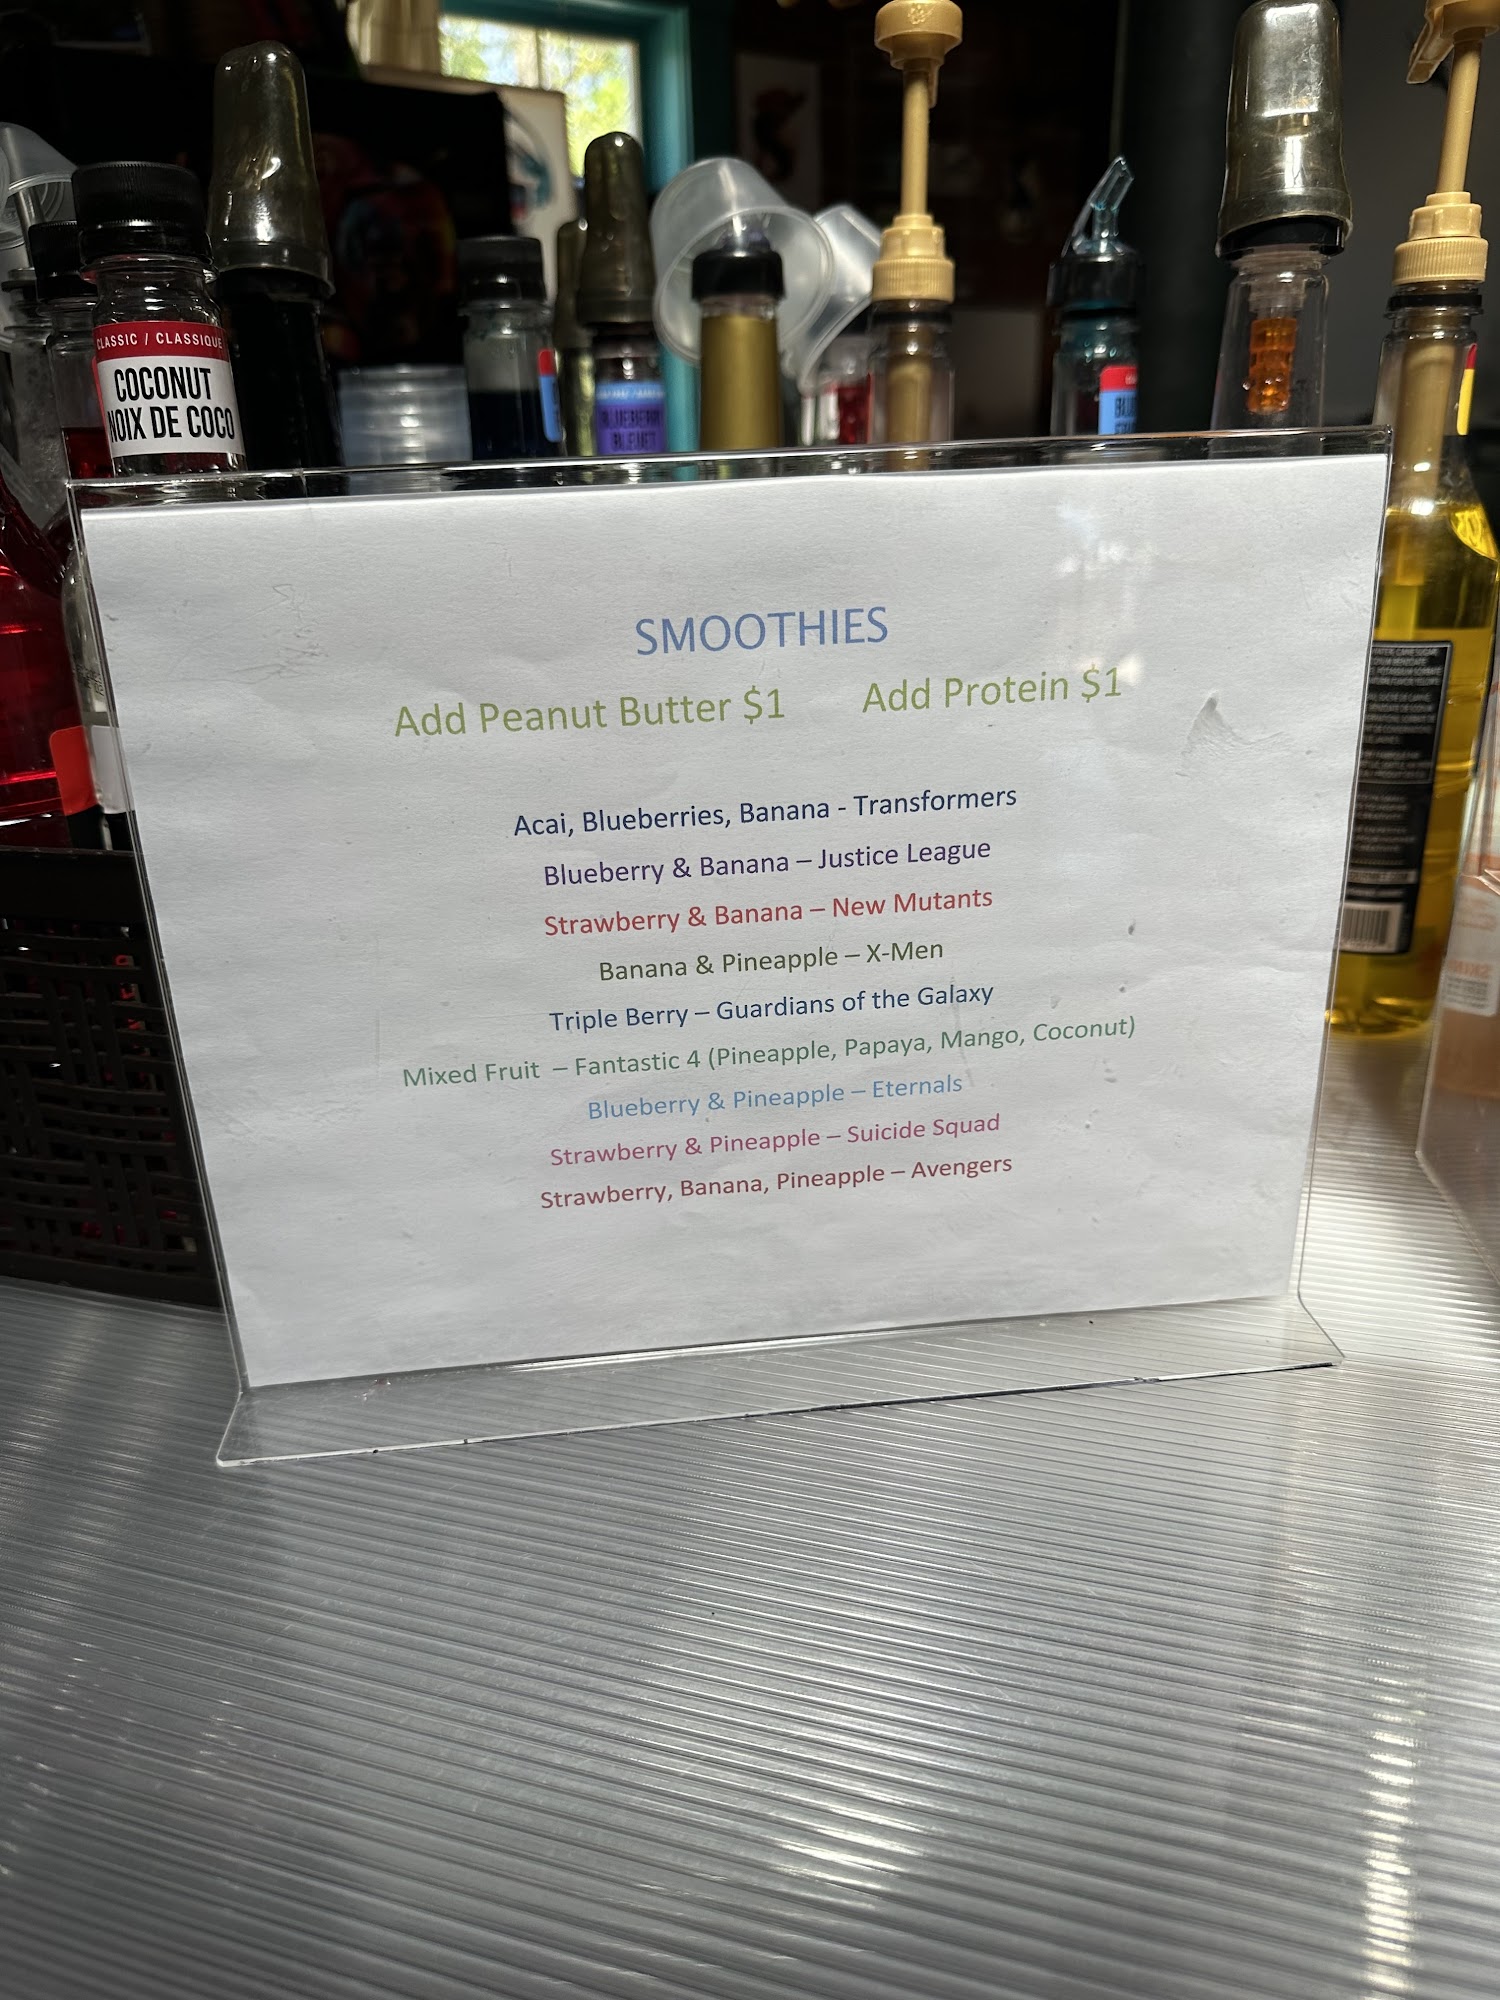 CLASSIC / CLASSIQUE
COCONUT
NOIX DE COCO
BLUEBERRY
BLEUET
SMOOTHIES
Add Peanut Butter $1 Add Protein $1
Acai, Blueberries, Banana - Transformers
Blueberry & Banana – Justice League
Strawberry & Banana – New Mutants
Banana & Pineapple – X-Men
Triple Berry – Guardians of the Galaxy
Mixed Fruit – Fantastic 4 (Pineapple, Papaya, Mango, Coconut)
Blueberry & Pineapple – Eternals
Strawberry & Pineapple – Suicide Squad
Strawberry, Banana, Pineapple – Avengers